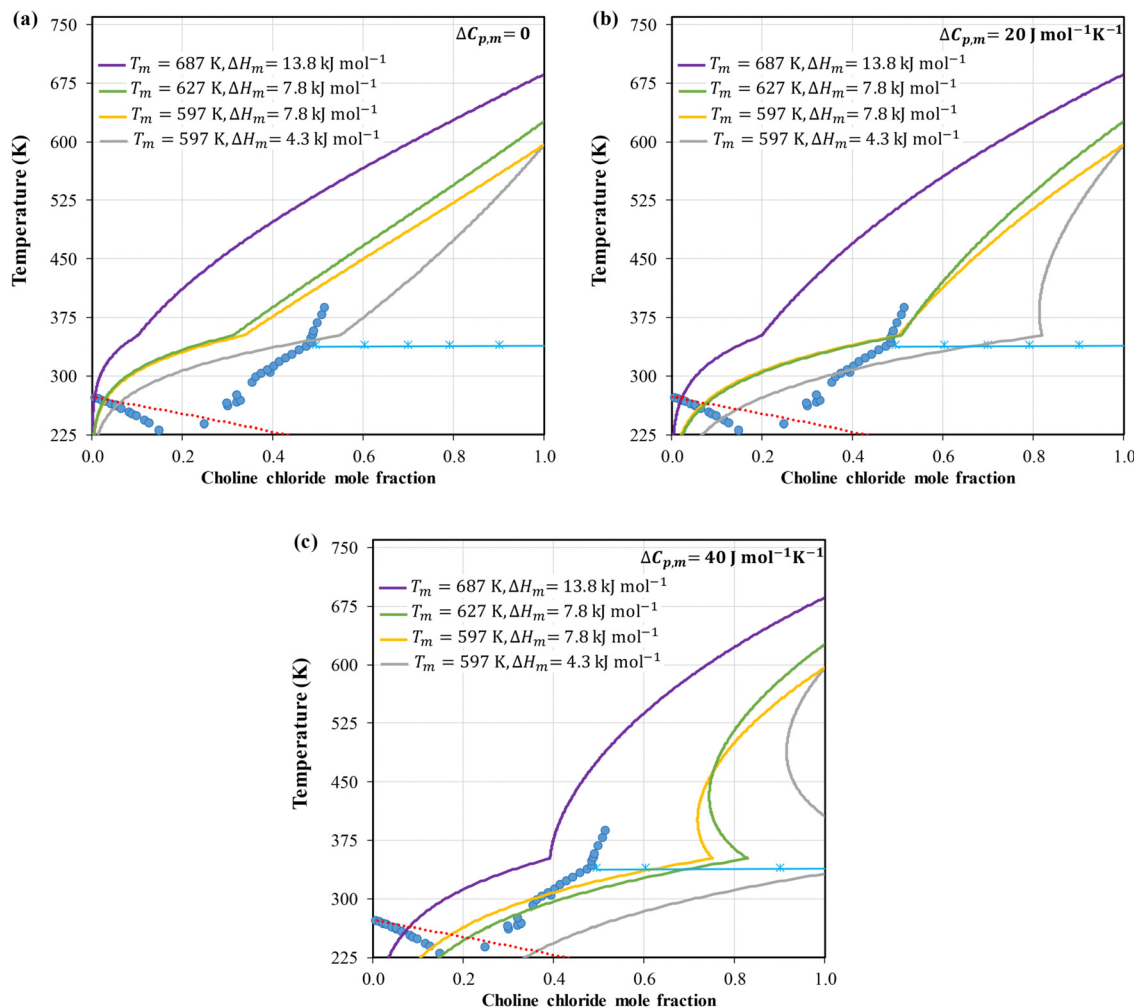 (a)
750
675
600
525
450
375
300
225
Temperature (K)
ΔC_{p,m} = 0
T_m = 687 K, ΔH_m = 13.8 kJ mol⁻¹
T_m = 627 K, ΔH_m = 7.8 kJ mol⁻¹
T_m = 597 K, ΔH_m = 7.8 kJ mol⁻¹
T_m = 597 K, ΔH_m = 4.3 kJ mol⁻¹
0.0 0.2 0.4 0.6 0.8 1.0
Choline chloride mole fraction
(b)
750
675
600
525
450
375
300
225
Temperature (K)
ΔC_{p,m} = 20 J mol⁻¹K⁻¹
T_m = 687 K, ΔH_m = 13.8 kJ mol⁻¹
T_m = 627 K, ΔH_m = 7.8 kJ mol⁻¹
T_m = 597 K, ΔH_m = 7.8 kJ mol⁻¹
T_m = 597 K, ΔH_m = 4.3 kJ mol⁻¹
0.0 0.2 0.4 0.6 0.8 1.0
Choline chloride mole fraction
(c)
750
675
600
525
450
375
300
225
Temperature (K)
ΔC_{p,m} = 40 J mol⁻¹K⁻¹
T_m = 687 K, ΔH_m = 13.8 kJ mol⁻¹
T_m = 627 K, ΔH_m = 7.8 kJ mol⁻¹
T_m = 597 K, ΔH_m = 7.8 kJ mol⁻¹
T_m = 597 K, ΔH_m = 4.3 kJ mol⁻¹
0.0 0.2 0.4 0.6 0.8 1.0
Choline chloride mole fraction